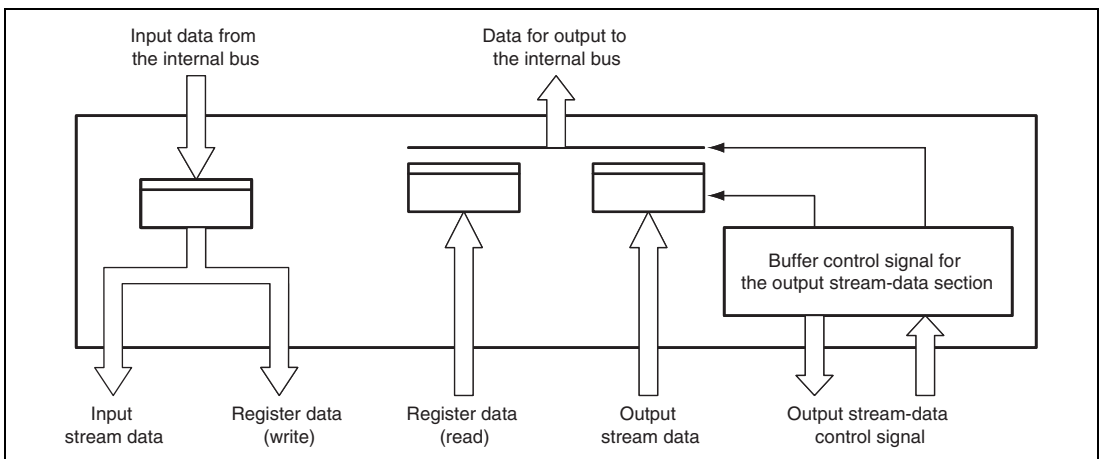 Input data from
the internal bus
Data for output to
the internal bus
Buffer control signal for
the output stream-data section
Input
stream data
Register data
(write)
Register data
(read)
Output
stream data
Output stream-data
control signal